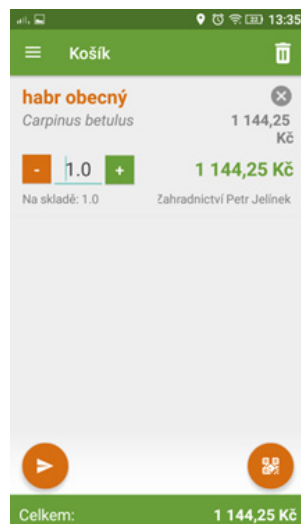 13:35
Košík
habr obecný
Carpinus betulus
1 144,25
Kč
- 1.0 +
1 144,25 Kč
Na skladě: 1.0
Zahradnictví Petr Jelínek
Celkem:
1 144,25 Kč